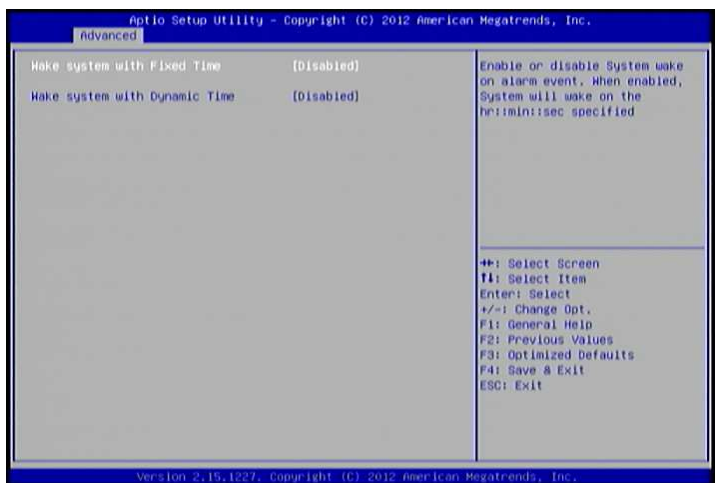 Aptio Setup Utility - Copyright (C) 2012 American Megatrends, Inc.
Advanced
Wake system with Fixed Time [Disabled]
Wake system with Dynamic Time [Disabled]
Enable or disable System wake
on alarm event. When enabled,
System will wake on the
hr::min::sec specified
→←: Select Screen
↑↓: Select Item
Enter: Select
+/-: Change Opt.
F1: General Help
F2: Previous Values
F3: Optimized Defaults
F4: Save & Exit
ESC: Exit
Version 2.15.1227. Copyright (C) 2012 American Megatrends, Inc.